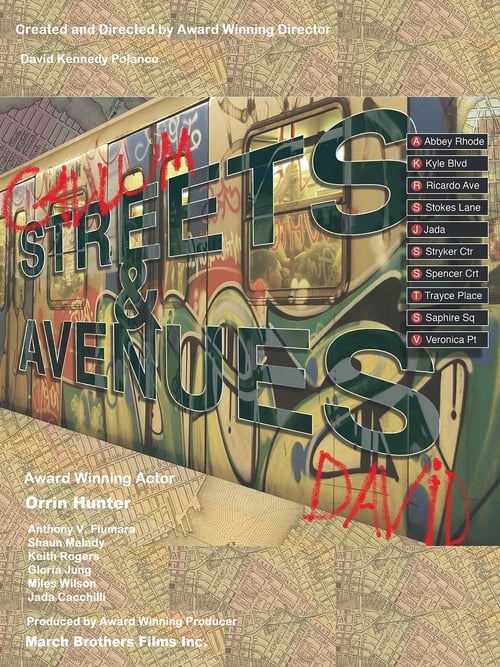 Created and Directed by Award Winning Director
David Kennedy Polanco
CALLUM
STREETS
&
AVENUES
A Abbey Rhode
K Kyle Blvd
R Ricardo Ave
S Stokes Lane
J Jada
S Stryker Ctr
S Spencer Crt
T Trayce Place
S Saphire Sq
V Veronica Pt
DAViD
Award Winning Actor
Orrin Hunter
Anthony V. Fiumara
Shaun Melady
Keith Rogers
Gloria Jung
Miles Wilson
Jada Cacchilli
Produced by Award Winning Producer
March Brothers Films Inc.